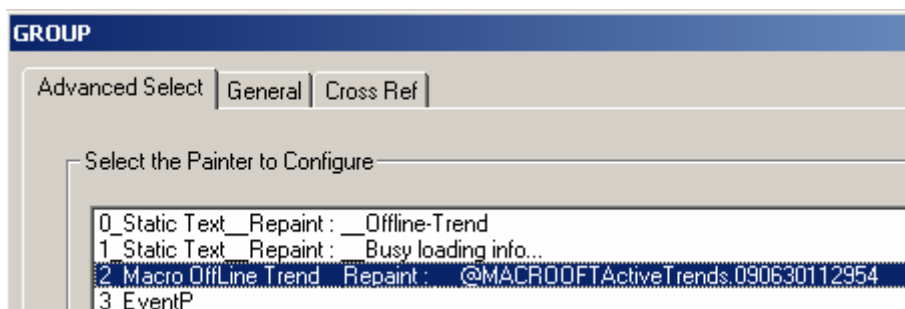 GROUP
Advanced Select General Cross Ref
Select the Painter to Configure
0_Static Text__Repaint : __Offline-Trend
1_Static Text__Repaint : __Busy loading info...
2_Macro OffLine Trend__Repaint : __@MACROOFTActiveTrends.090630112954
3_EventP